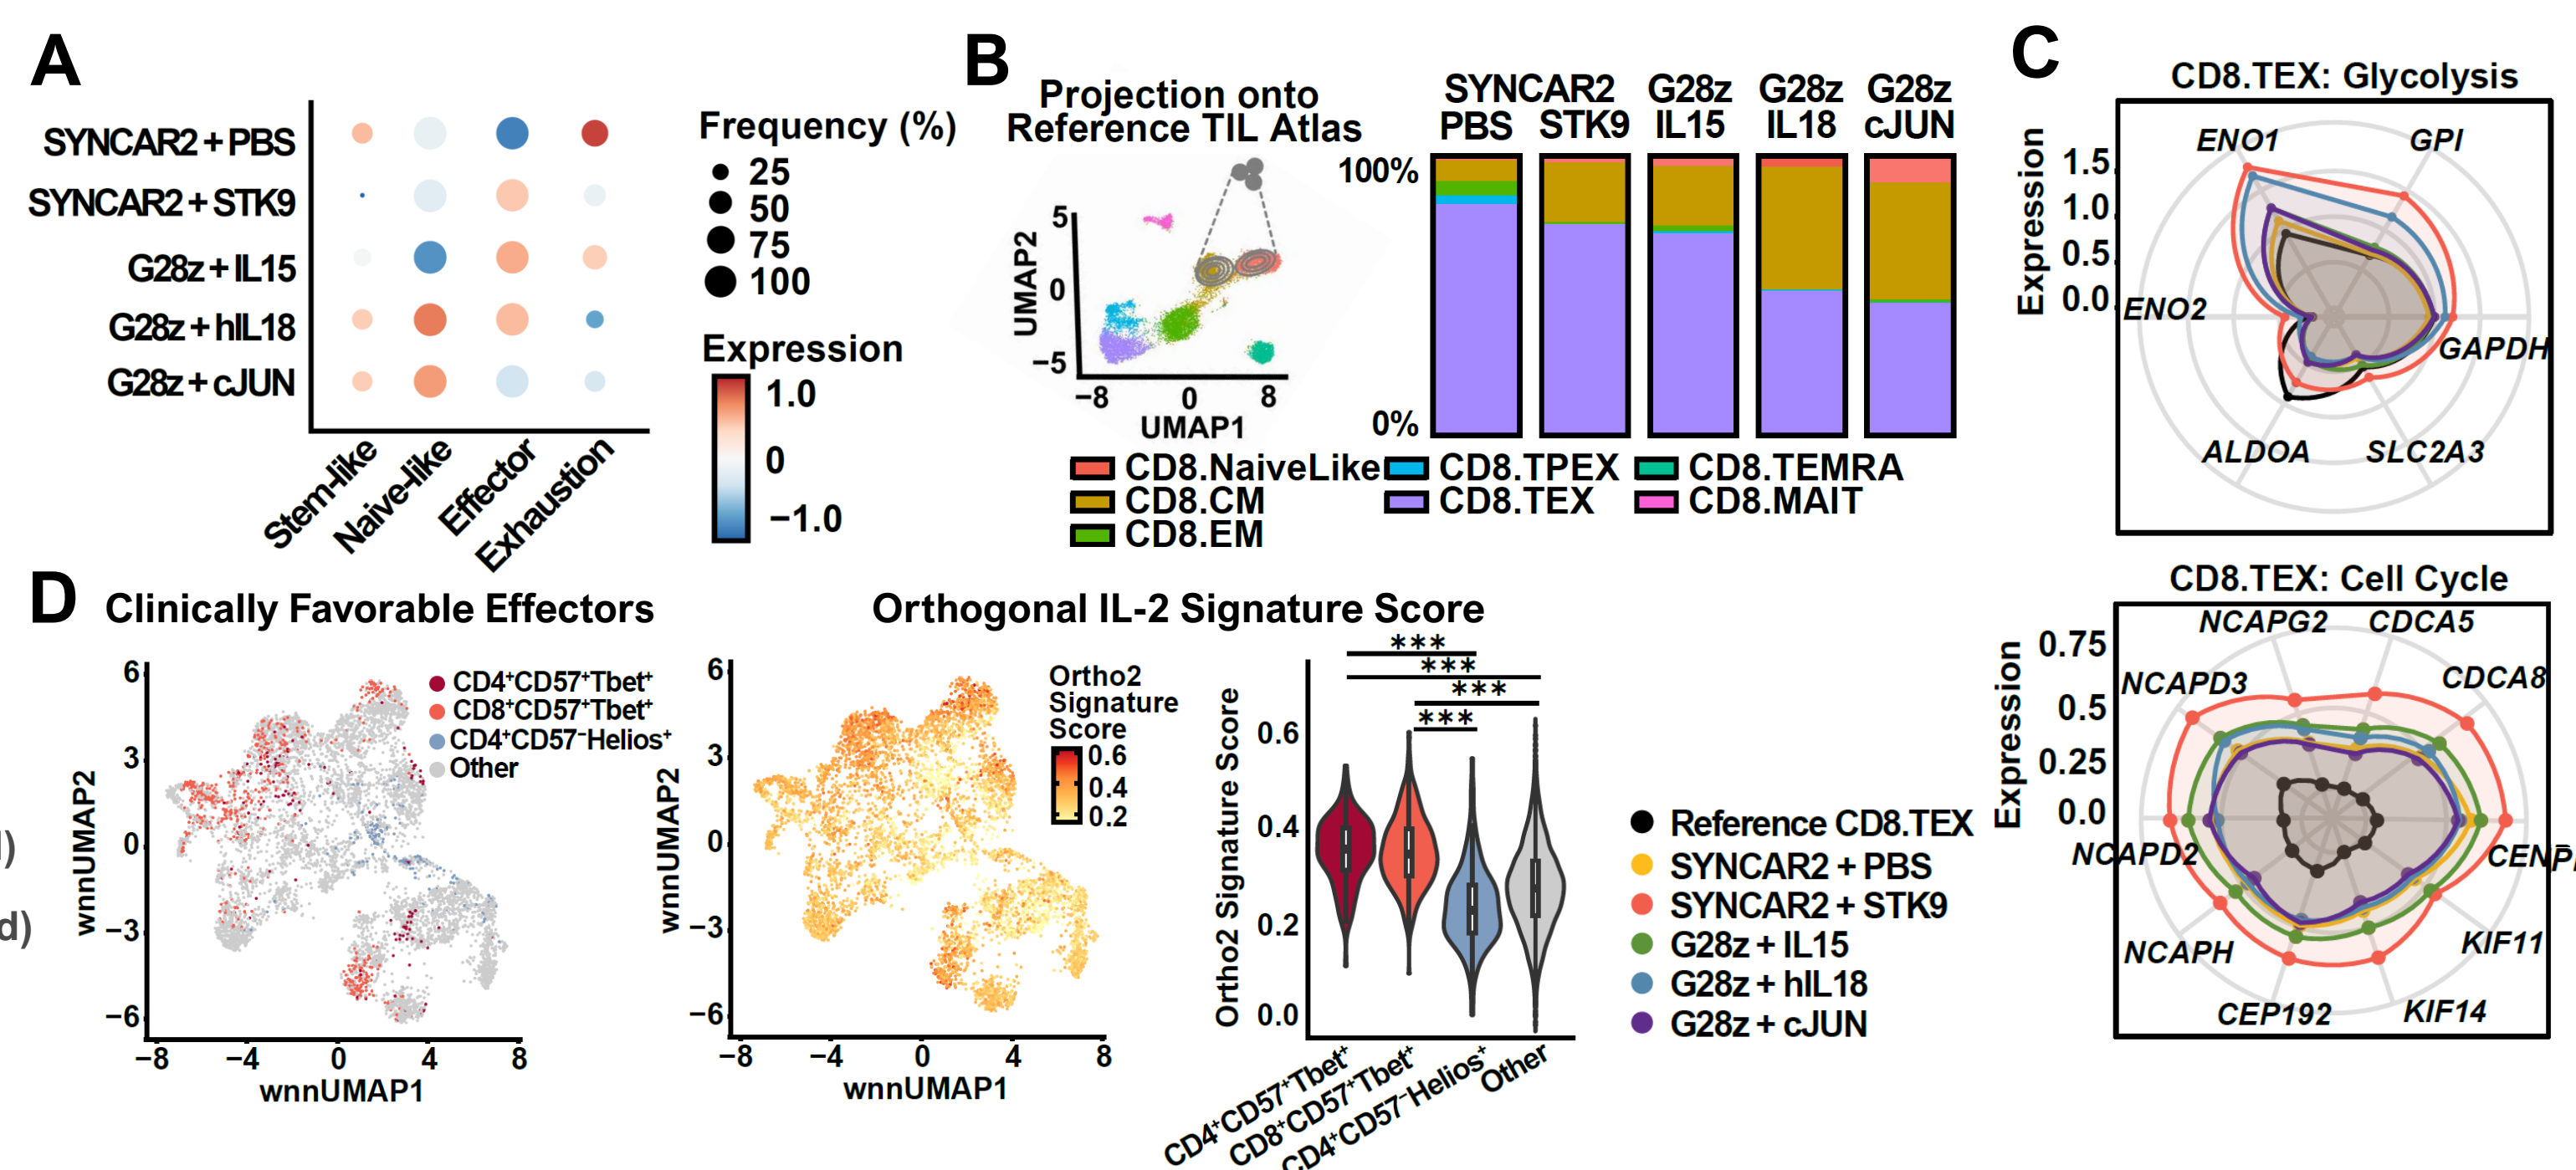 A
SYNCAR2 + PBS
SYNCAR2 + STK9
G28z + IL15
G28z + hIL18
G28z + cJUN
Stem-like
Naive-like
Effector
Exhaustion
Frequency (%)
25
50
75
100
Expression
1.0
0
−1.0
B
Projection onto
Reference TIL Atlas
UMAP2
5
0
−5
−8
0
8
UMAP1
SYNCAR2
PBS
STK9
G28z
IL15
G28z
IL18
G28z
cJUN
100%
0%
CD8.NaiveLike
CD8.CM
CD8.EM
CD8.TPEX
CD8.TEX
CD8.TEMRA
CD8.MAIT
C
CD8.TEX: Glycolysis
Expression
1.5
1.0
0.5
0.0
ENO1
GPI
ENO2
GAPDH
ALDOA
SLC2A3
CD8.TEX: Cell Cycle
Expression
0.75
0.5
0.25
0.0
NCAPG2
CDCA5
NCAPD3
CDCA8
NCAPD2
NCAPH
KIF11
CEP192
KIF14
D
Clinically Favorable Effectors
wnnUMAP2
6
3
0
−3
−6
−8
−4
0
4
8
wnnUMAP1
CD4⁺CD57⁺Tbet⁺
CD8⁺CD57⁺Tbet⁺
CD4⁺CD57⁻Helios⁺
Other
Orthogonal IL-2 Signature Score
wnnUMAP2
6
3
0
−3
−6
−8
−4
0
4
8
wnnUMAP1
Ortho2
Signature
Score
0.6
0.4
0.2
Ortho2 Signature Score
0.6
0.4
0.2
0.0
***
***
***
***
CD4⁺CD57⁺Tbet⁺
CD8⁺CD57⁺Tbet⁺
CD4⁺CD57⁻Helios⁺
Other
Reference CD8.TEX
SYNCAR2 + PBS
SYNCAR2 + STK9
G28z + IL15
G28z + hIL18
G28z + cJUN
d)